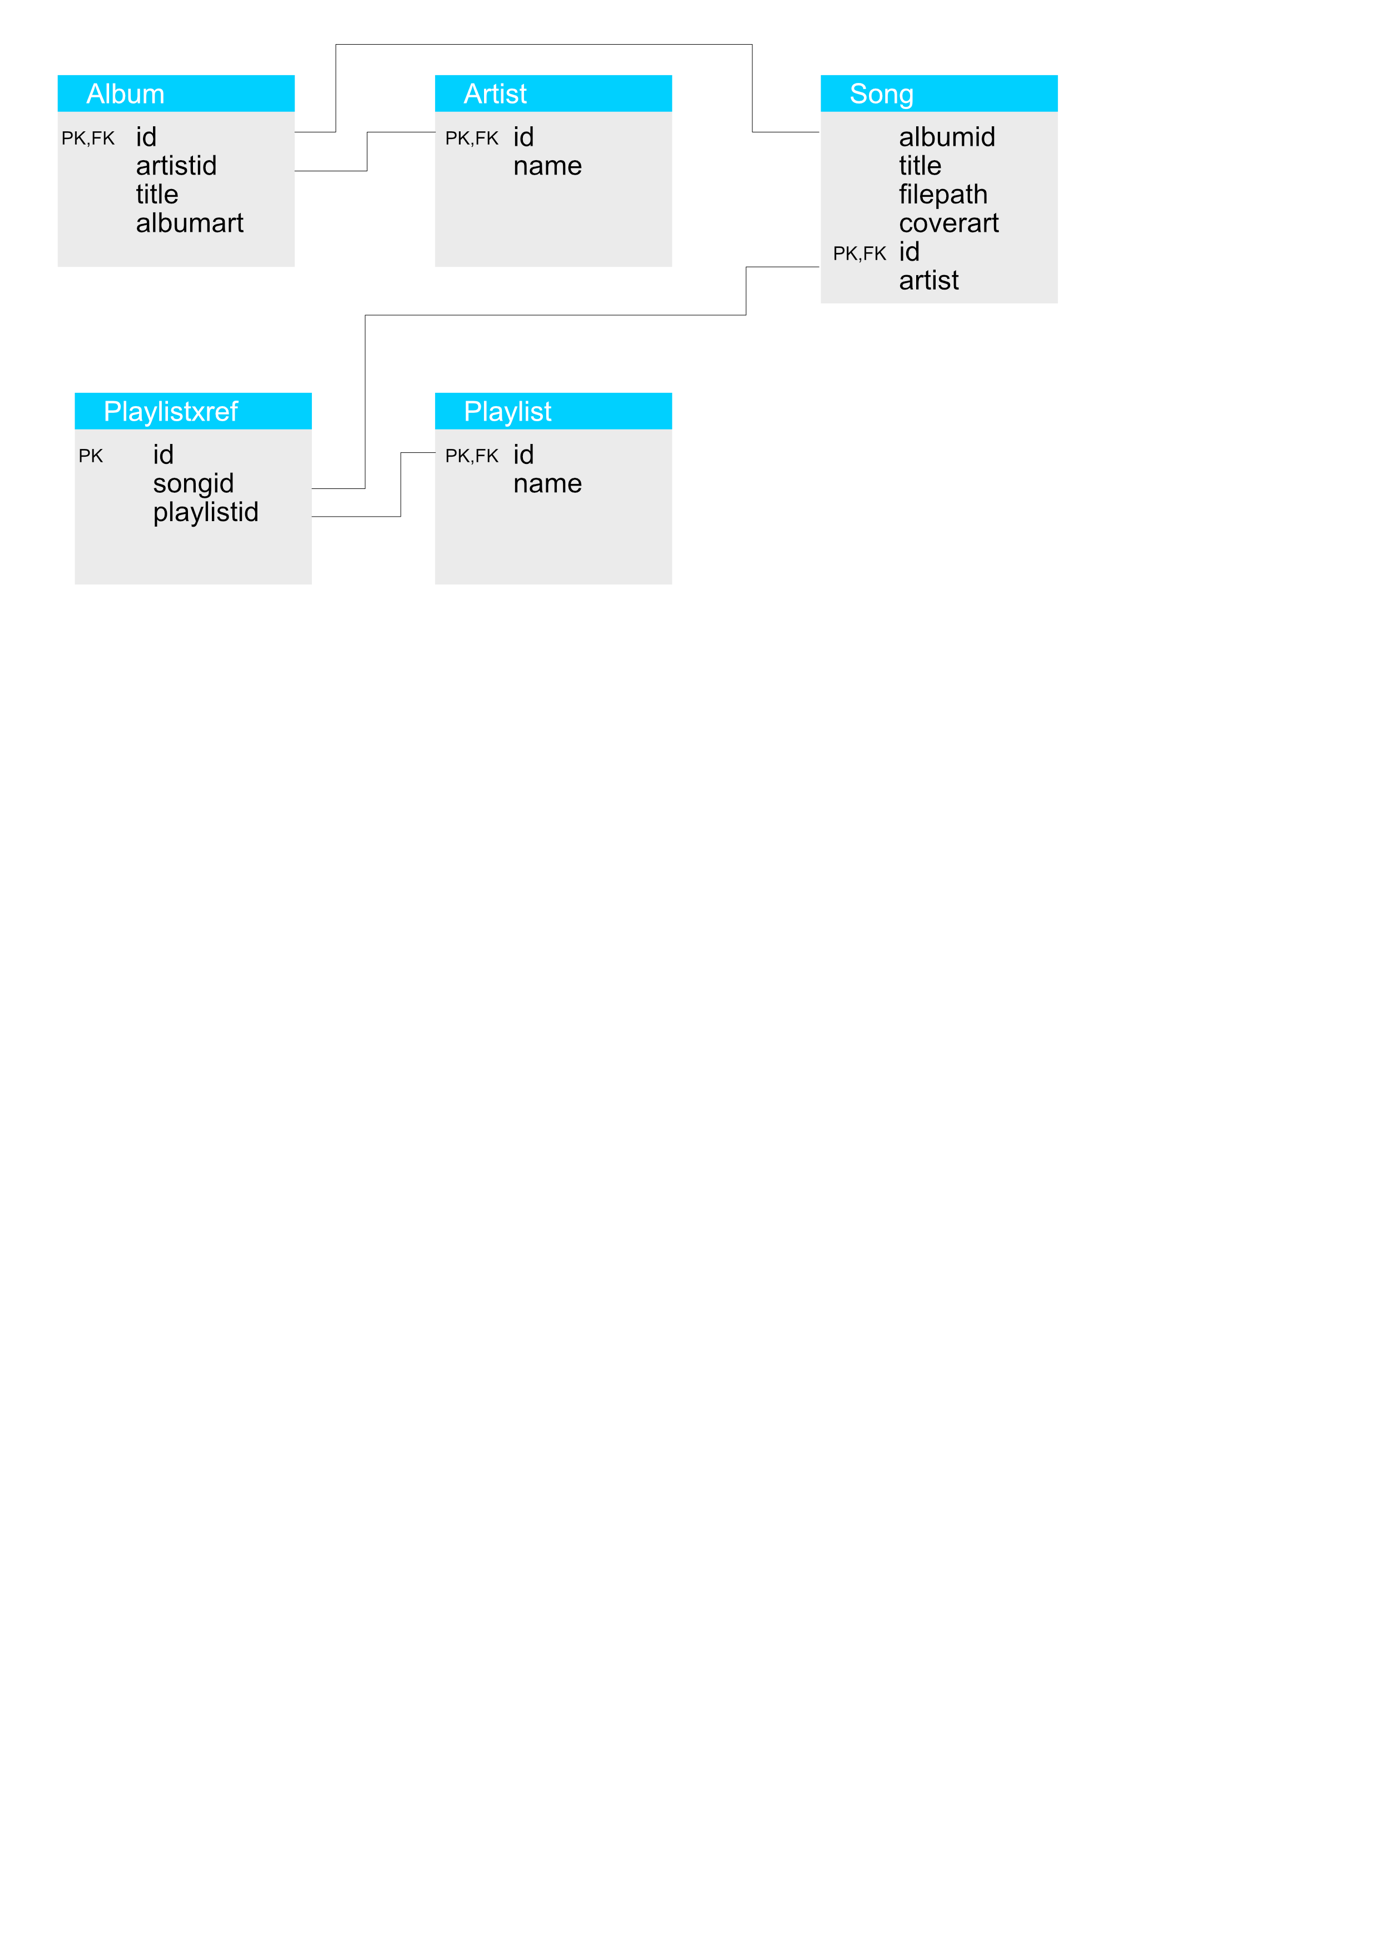 Album
PK,FK id
artistid
title
albumart
Artist
PK,FK id
name
Song
albumid
title
filepath
coverart
PK,FK id
artist
Playlistxref
PK id
songid
playlistid
Playlist
PK,FK id
name